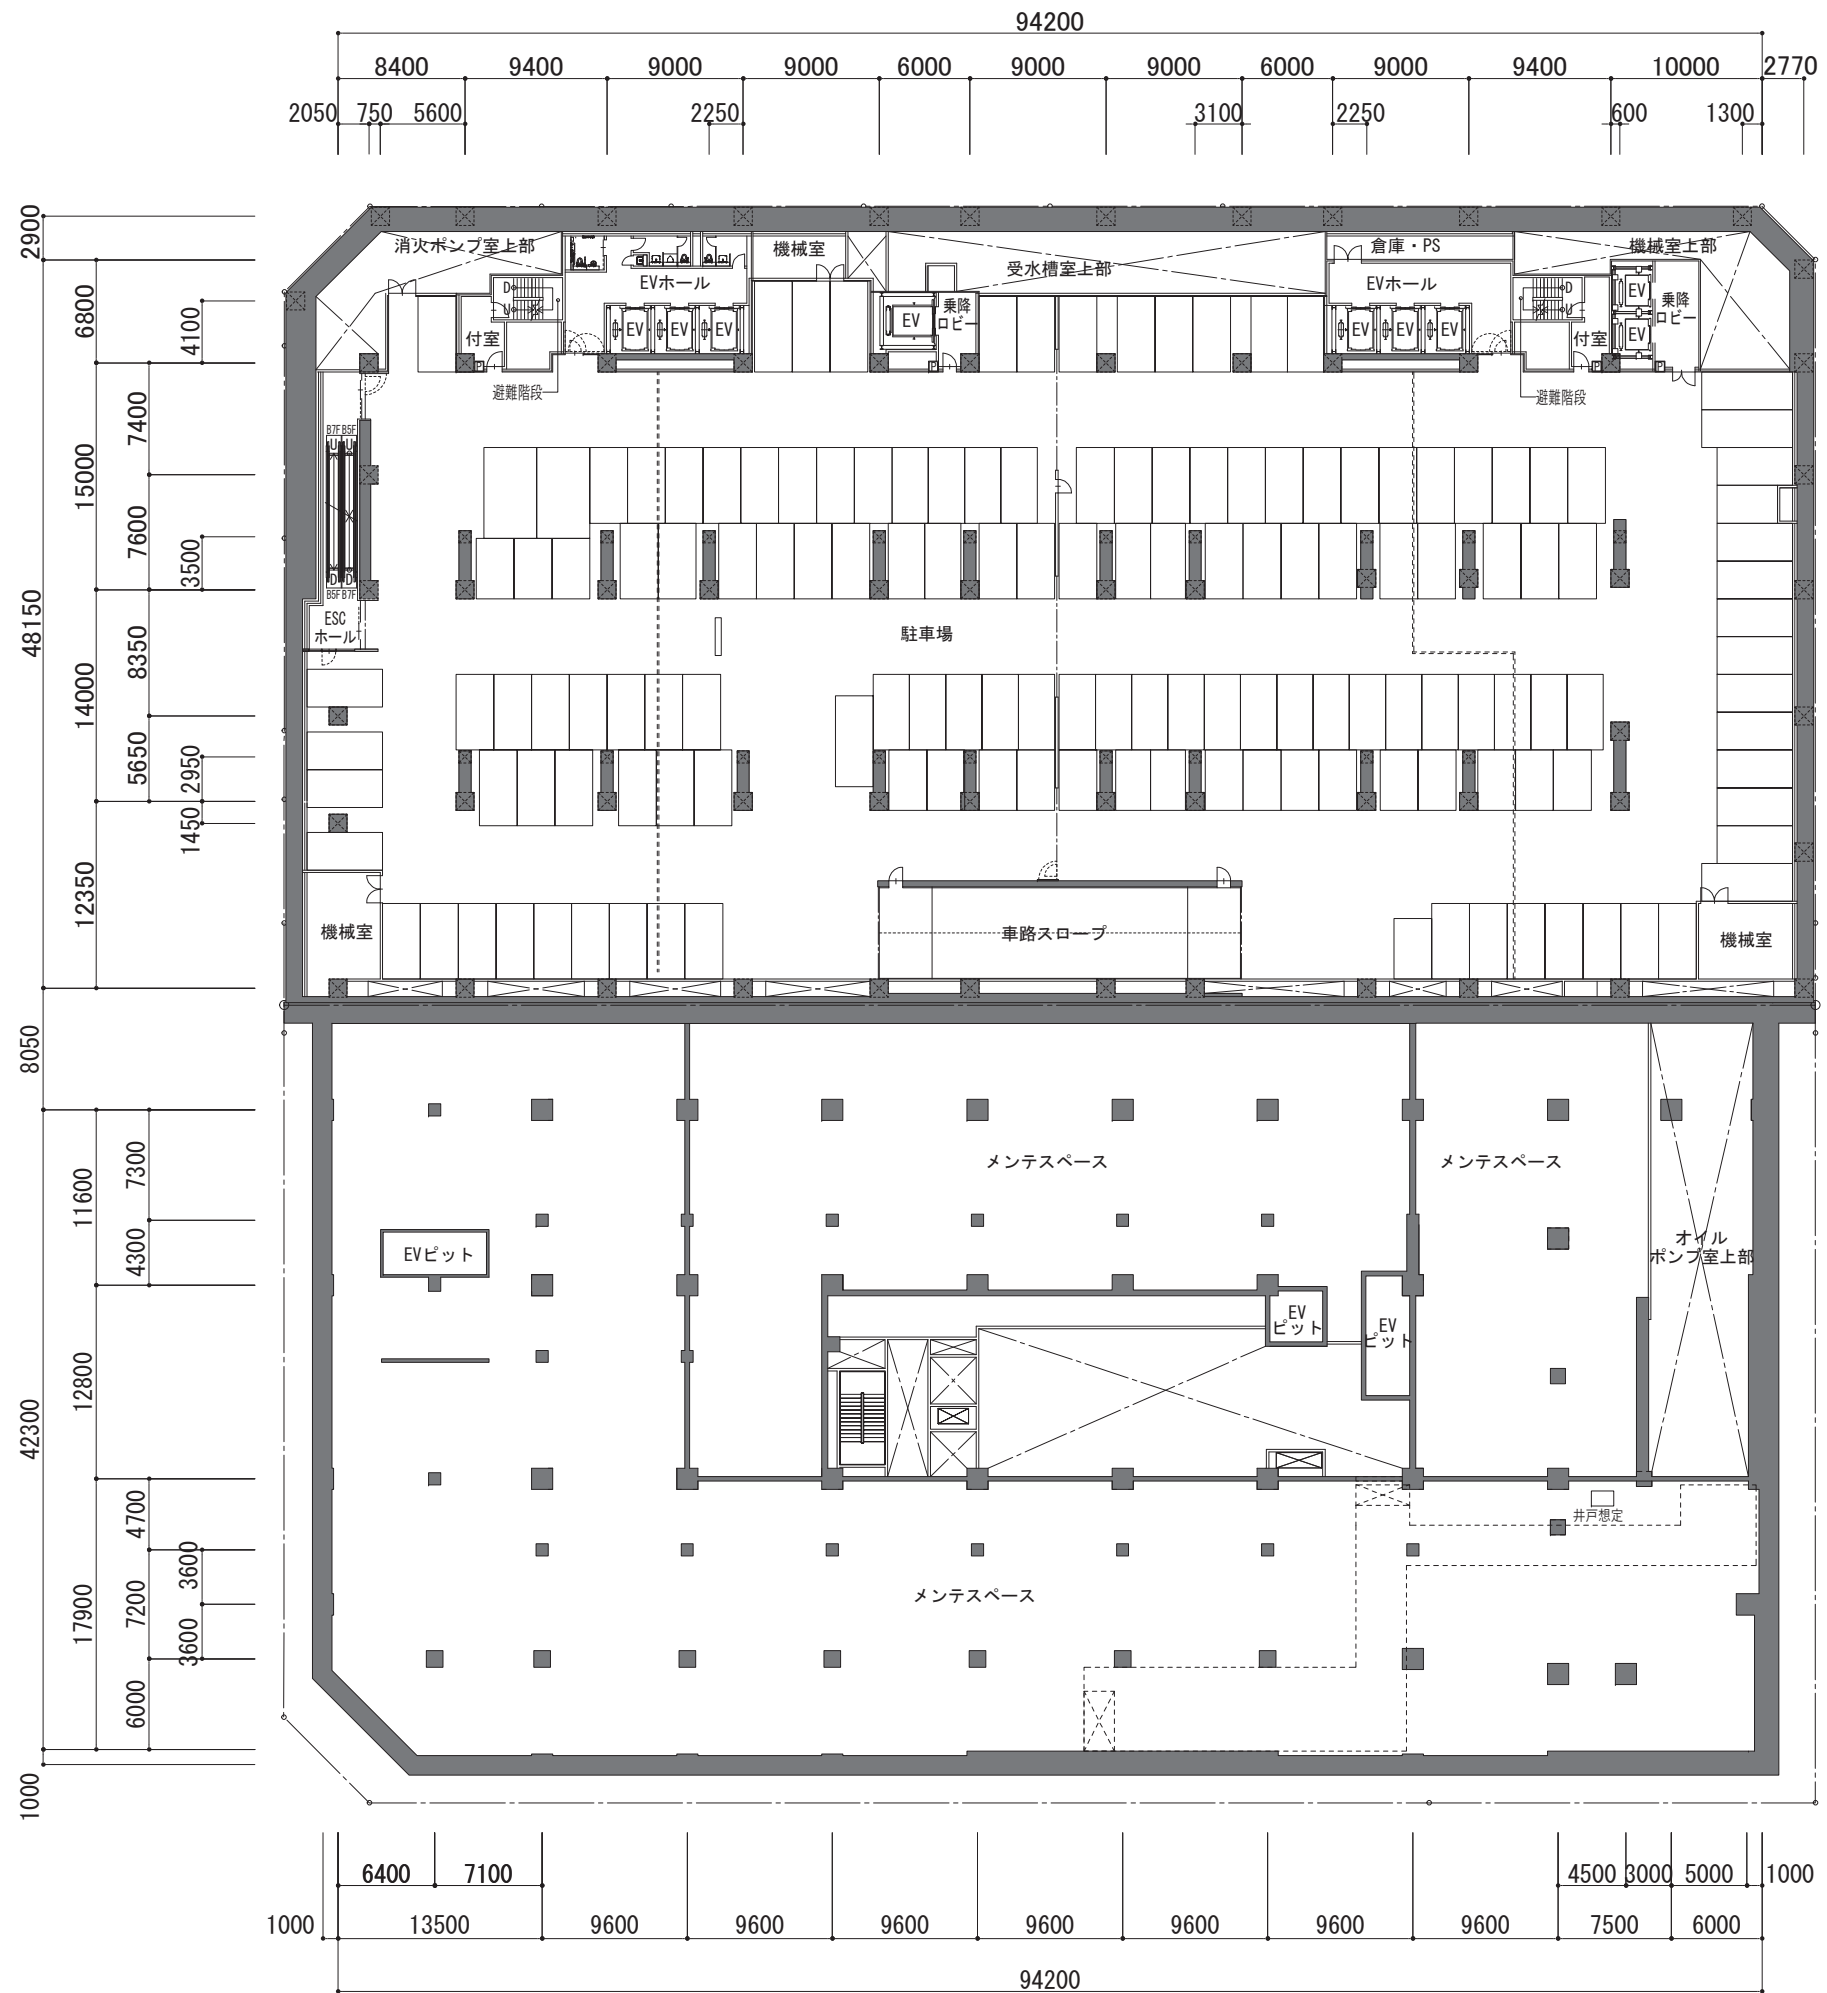 94200
8400 9400 9000 9000 6000 9000 9000 6000 9000 9400 10000 2770
2050 750 5600 2250 3100 2250 600 1300
2900
6800
4100
7400
15000
7600
3500
48150
8350
14000
5650
2950
1450
12350
8050
7300
11600
4300
12800
42300
4700
3600
7200
17900
3600
6000
1000
消火ポンプ室上部
機械室
受水槽室上部
倉庫・PS
機械室上部
EVホール
EVホール
D
U
付室
EV EV EV
EV
乗降
ロビー
EV EV EV
D
U
付室
EV
EV
乗降
ロビー
避難階段
避難階段
B7F B5F
U U
D D
B5F B7F
ESC
ホール
駐車場
機械室
車路スロープ
機械室
メンテスペース
メンテスペース
EVピット
オイル
ポンプ室上部
EV
ピット
EV
ピット
井戸想定
メンテスペース
6400 7100 4500 3000 5000 1000
1000 13500 9600 9600 9600 9600 9600 9600 9600 7500 6000
94200